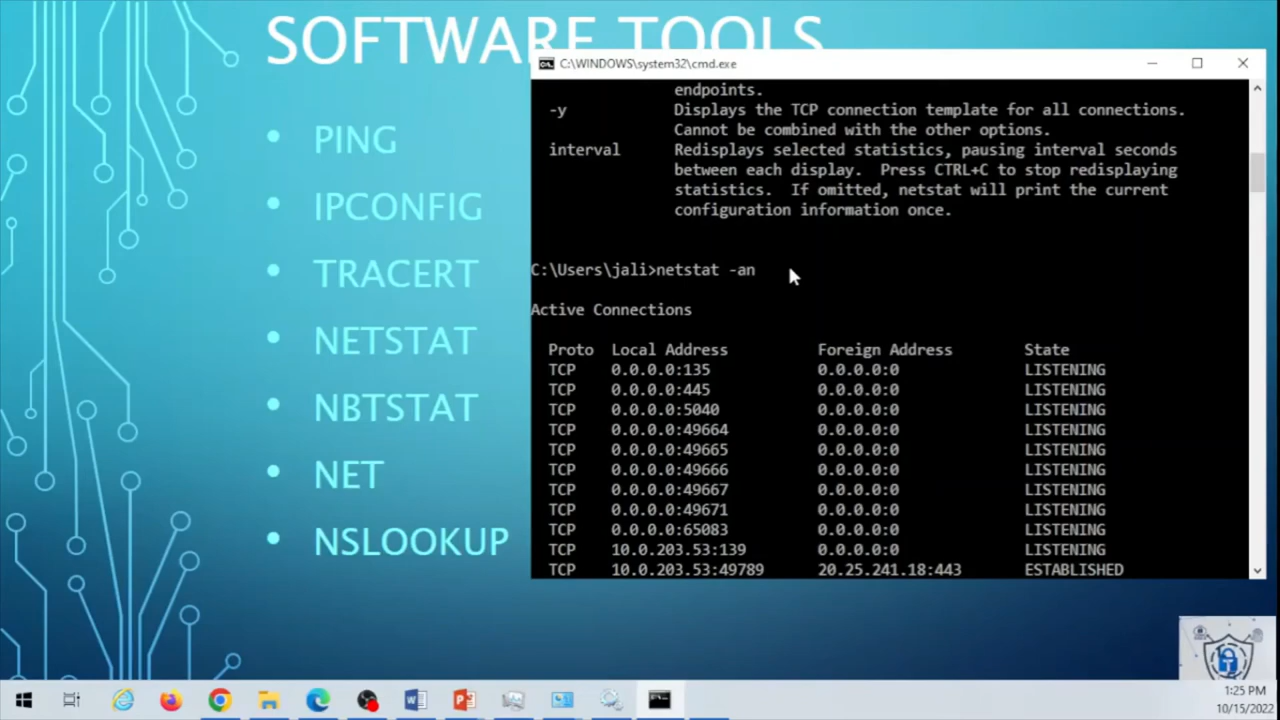 SOFTWARE TOOLS
• PING
• IPCONFIG
• TRACERT
• NETSTAT
• NBTSTAT
• NET
• NSLOOKUP
C:\WINDOWS\system32\cmd.exe
endpoints.
-y Displays the TCP connection template for all connections.
Cannot be combined with the other options.
interval Redisplays selected statistics, pausing interval seconds
between each display. Press CTRL+C to stop redisplaying
statistics. If omitted, netstat will print the current
configuration information once.
C:\Users\jali>netstat -an
Active Connections
Proto Local Address Foreign Address State
TCP 0.0.0.0:135 0.0.0.0:0 LISTENING
TCP 0.0.0.0:445 0.0.0.0:0 LISTENING
TCP 0.0.0.0:5040 0.0.0.0:0 LISTENING
TCP 0.0.0.0:49664 0.0.0.0:0 LISTENING
TCP 0.0.0.0:49665 0.0.0.0:0 LISTENING
TCP 0.0.0.0:49666 0.0.0.0:0 LISTENING
TCP 0.0.0.0:49667 0.0.0.0:0 LISTENING
TCP 0.0.0.0:49671 0.0.0.0:0 LISTENING
TCP 0.0.0.0:65083 0.0.0.0:0 LISTENING
TCP 10.0.203.53:139 0.0.0.0:0 LISTENING
TCP 10.0.203.53:49789 20.25.241.18:443 ESTABLISHED
1:25 PM
10/15/2022